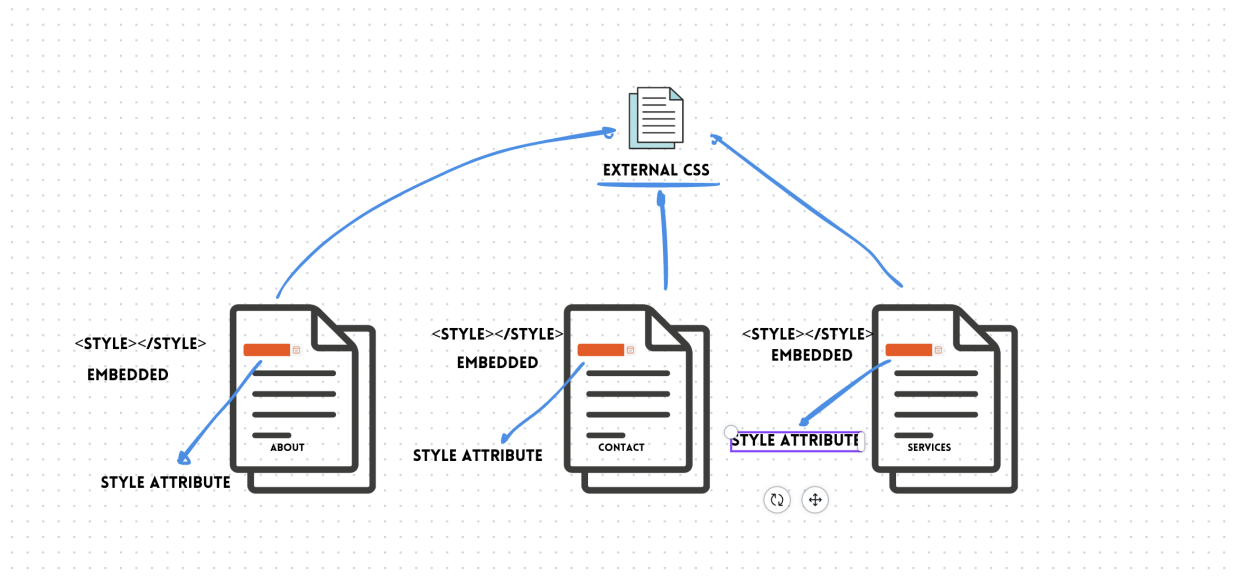 EXTERNAL CSS
<STYLE></STYLE>
EMBEDDED
STYLE ATTRIBUTE
ABOUT
<STYLE></STYLE>
EMBEDDED
STYLE ATTRIBUTE
CONTACT
<STYLE></STYLE>
EMBEDDED
STYLE ATTRIBUTE
SERVICES